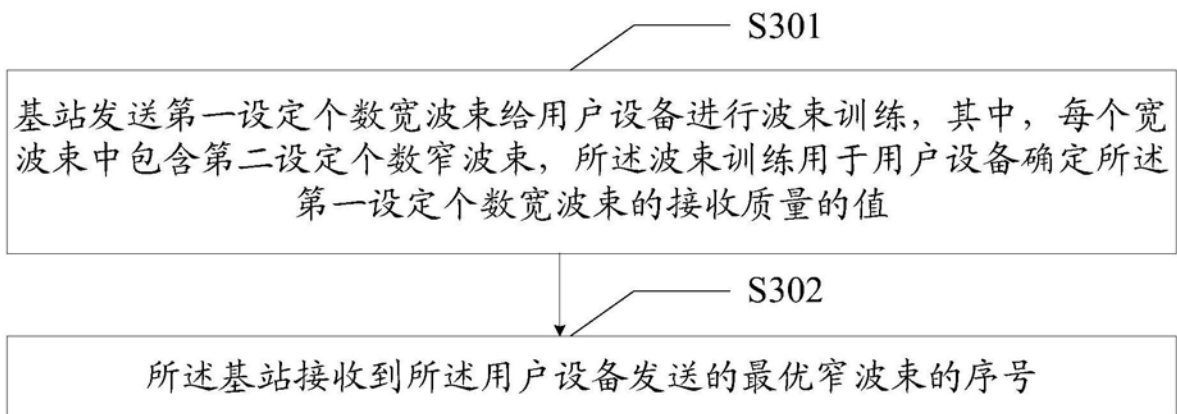 S301
基站发送第一设定个数宽波束给用户设备进行波束训练，其中，每个宽
波束中包含第二设定个数窄波束，所述波束训练用于用户设备确定所述
第一设定个数宽波束的接收质量的值
S302
所述基站接收到所述用户设备发送的最优窄波束的序号